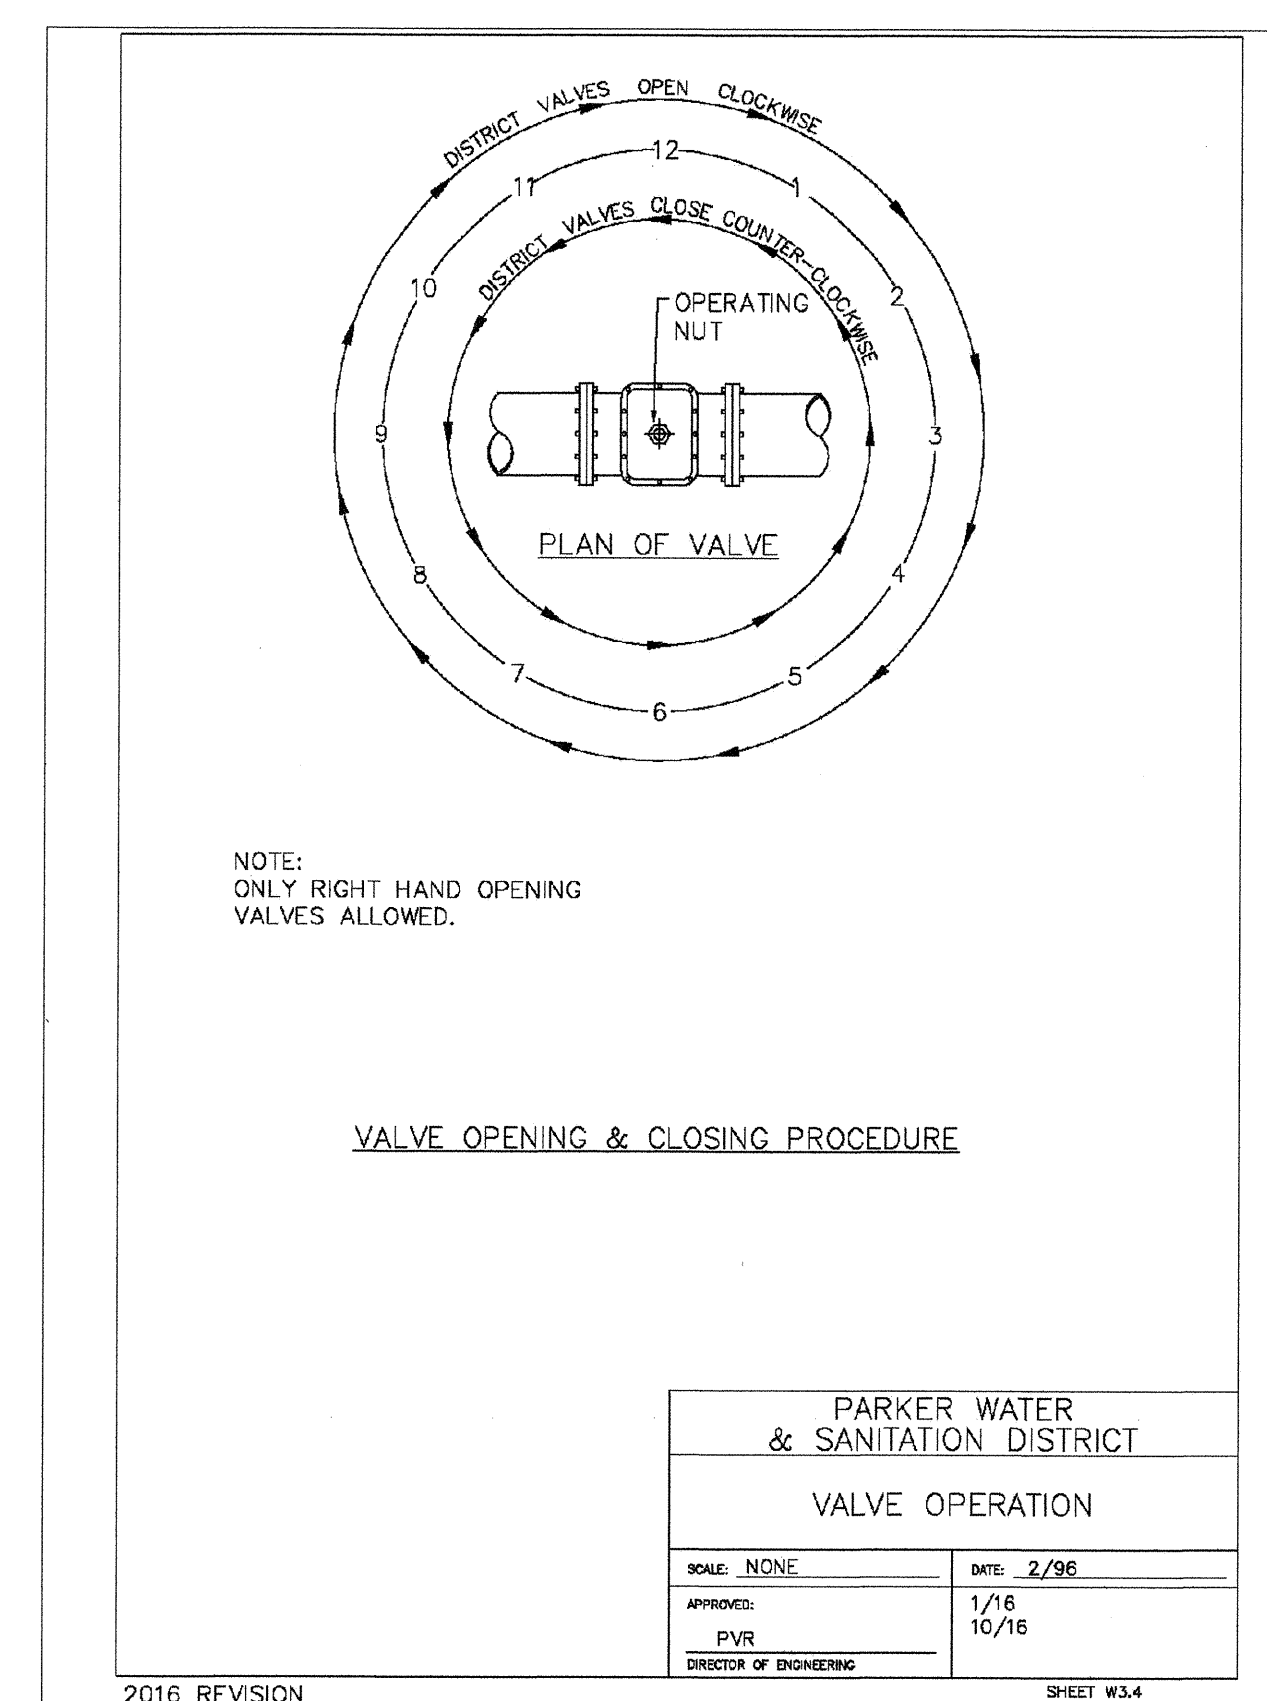 DISTRICT VALVES OPEN CLOCKWISE
12
11
1
DISTRICT VALVES CLOSE COUNTER-CLOCKWISE
10
2
OPERATING
NUT
9
3
PLAN OF VALVE
8
4
7
5
6
NOTE:
ONLY RIGHT HAND OPENING
VALVES ALLOWED.
VALVE OPENING & CLOSING PROCEDURE
PARKER WATER
& SANITATION DISTRICT
VALVE OPERATION
SCALE: NONE
DATE: 2/96
APPROVED:
1/16
10/16
PVR
DIRECTOR OF ENGINEERING
2016 REVISION
SHEET W3.4